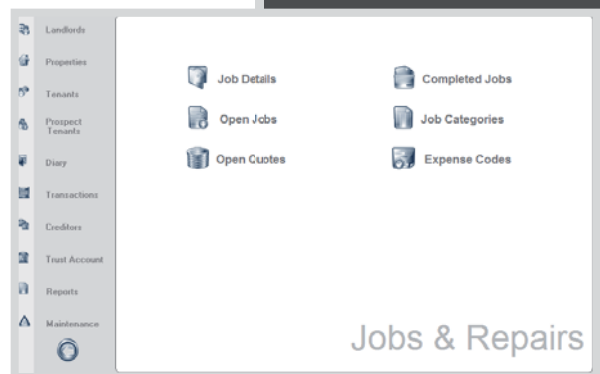 Landlords
Properties
Tenants
Prospect
Tenants
Diary
Transactions
Creditors
Trust Account
Reports
Maintenance
Job Details
Completed Jobs
Open Jobs
Job Categories
Open Quotes
Expense Codes
Jobs & Repairs